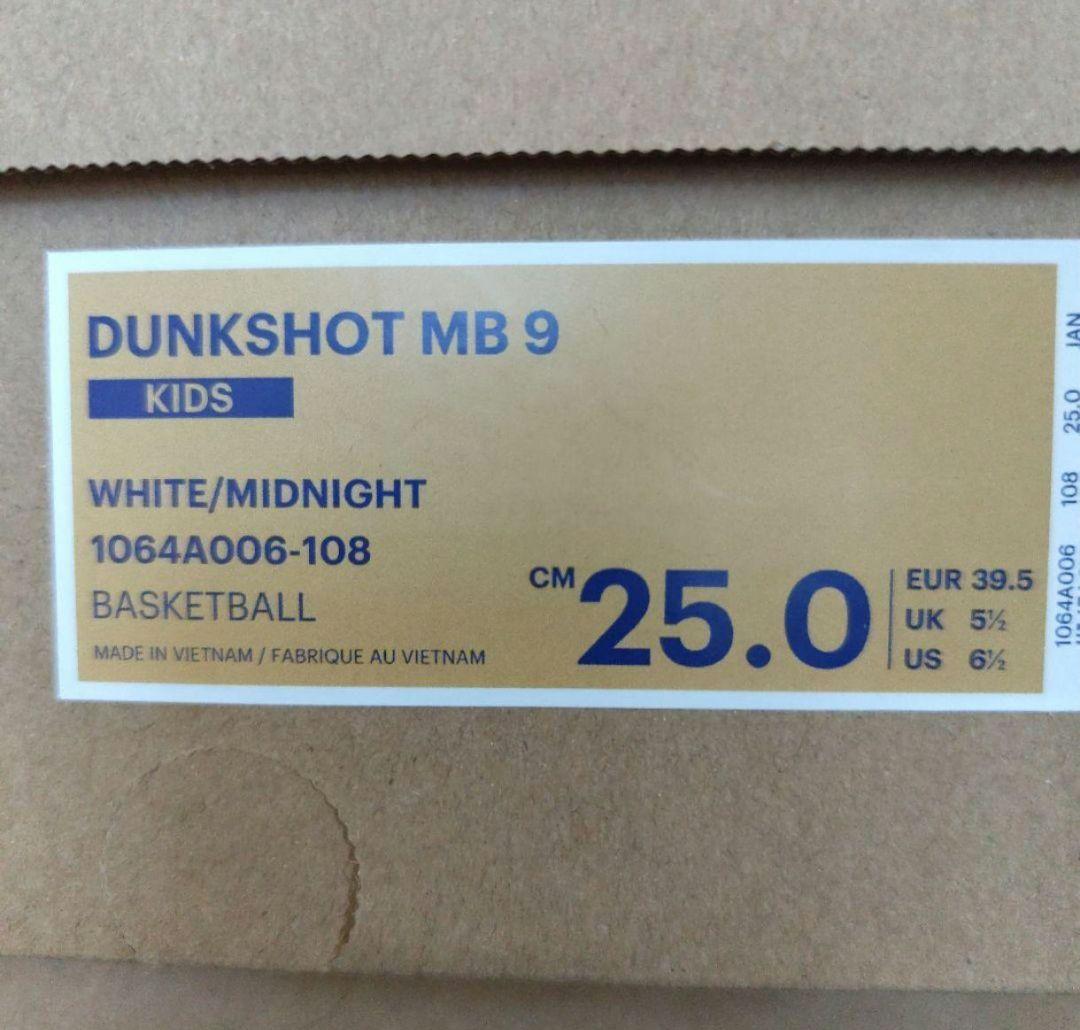 DUNKSHOT MB 9
KIDS
WHITE/MIDNIGHT
1064A006-108
BASKETBALL
MADE IN VIETNAM / FABRIQUE AU VIETNAM
CM 25.0
EUR 39.5
UK 5½
US 6½
1064A006 108 25.0 JAN